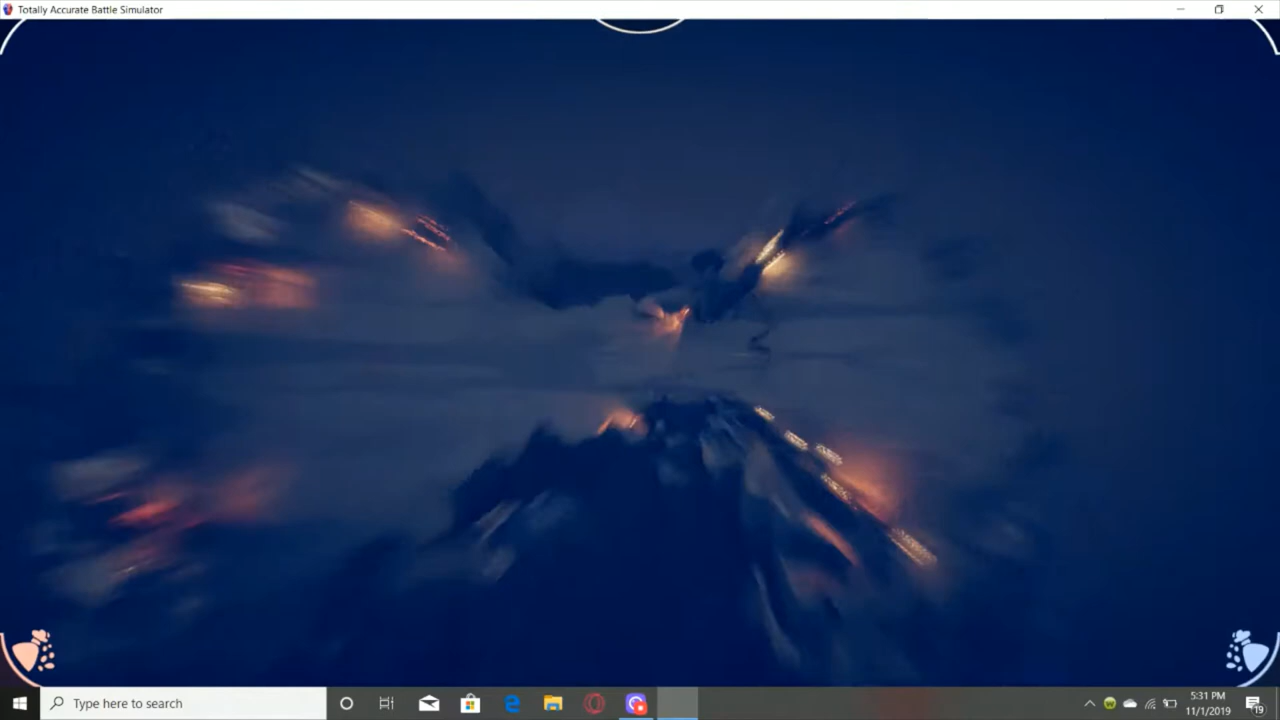 Totally Accurate Battle Simulator
Type here to search
5:31 PM
11/1/2019
19